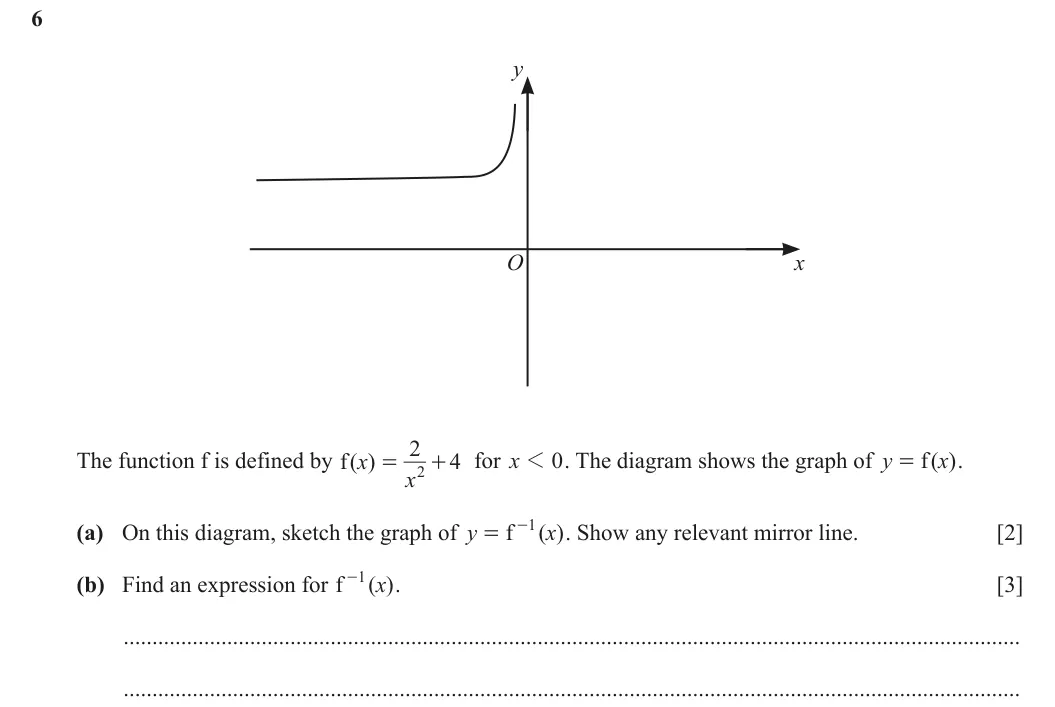 6
y
O
x
The function f is defined by f(x) = 2/x² + 4 for x < 0. The diagram shows the graph of y = f(x).
(a) On this diagram, sketch the graph of y = f⁻¹(x). Show any relevant mirror line. [2]
(b) Find an expression for f⁻¹(x). [3]